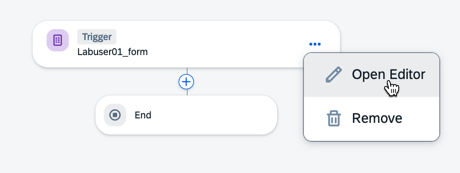 Trigger
Labuser01_form
Open Editor
End
Remove